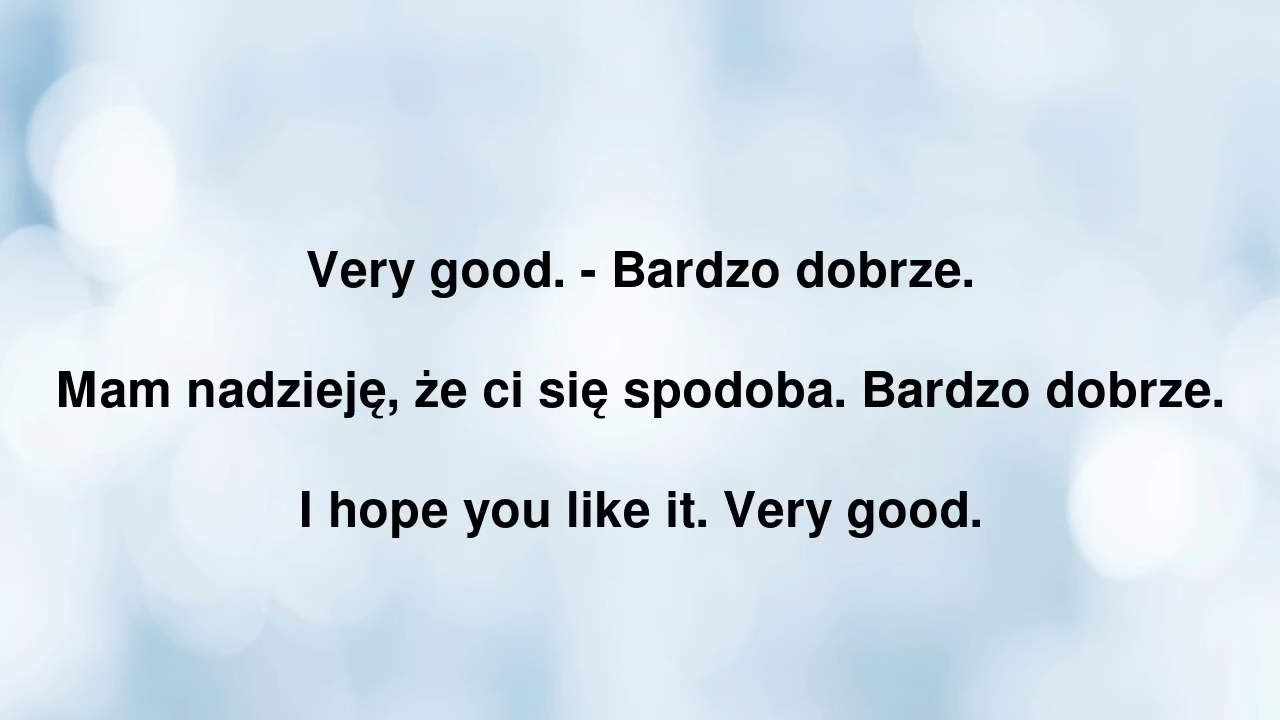 Very good. - Bardzo dobrze.
Mam nadzieję, że ci się spodoba. Bardzo dobrze.
I hope you like it. Very good.